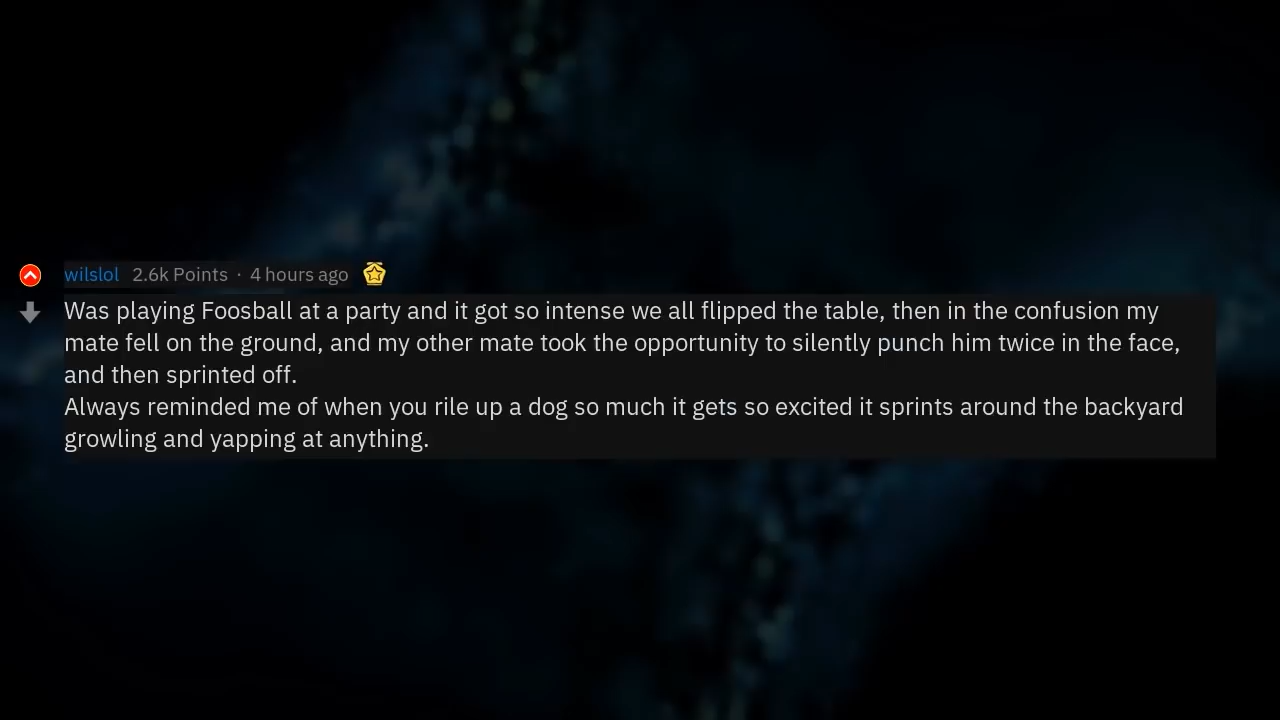 wilslol 2.6k Points · 4 hours ago
Was playing Foosball at a party and it got so intense we all flipped the table, then in the confusion my
mate fell on the ground, and my other mate took the opportunity to silently punch him twice in the face,
and then sprinted off.
Always reminded me of when you rile up a dog so much it gets so excited it sprints around the backyard
growling and yapping at anything.